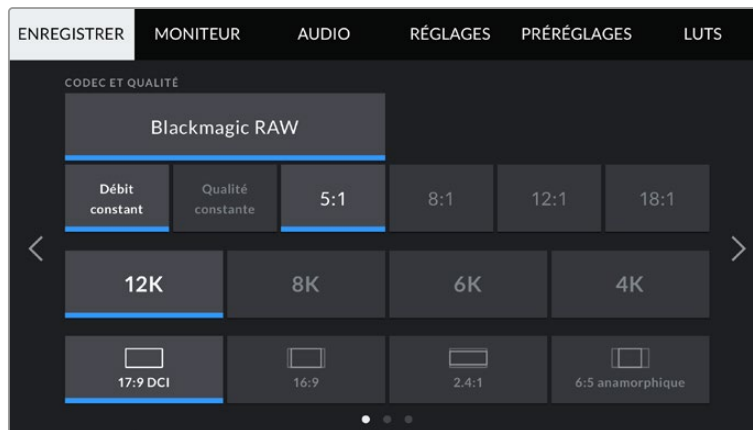 ENREGISTRER MONITEUR AUDIO RÉGLAGES PRÉRÉGLAGES LUTS
CODEC ET QUALITÉ
Blackmagic RAW
Débit constant Qualité constante 5:1 8:1 12:1 18:1
12K 8K 6K 4K
17:9 DCI 16:9 2.4:1 6:5 anamorphique